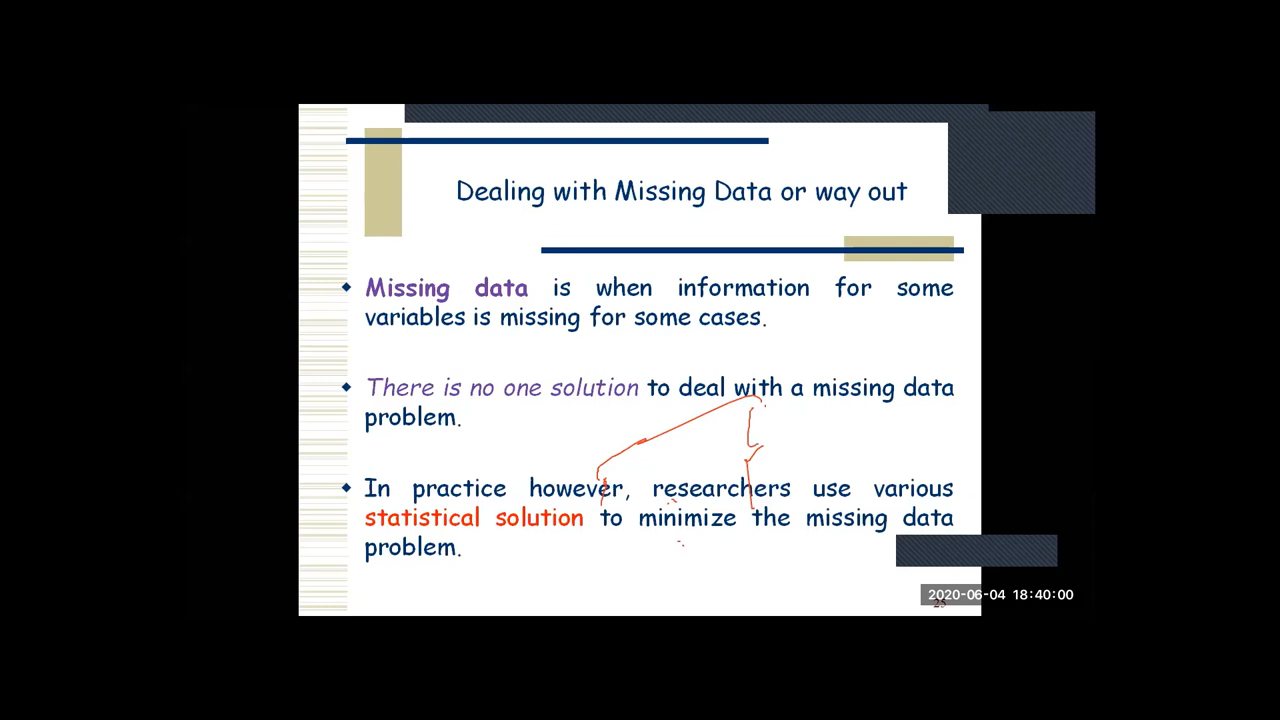 Dealing with Missing Data or way out
Missing data is when information for some
variables is missing for some cases.
There is no one solution to deal with a missing data
problem.
In practice however, researchers use various
statistical solution to minimize the missing data
problem.
2020-06-04 18:40:00